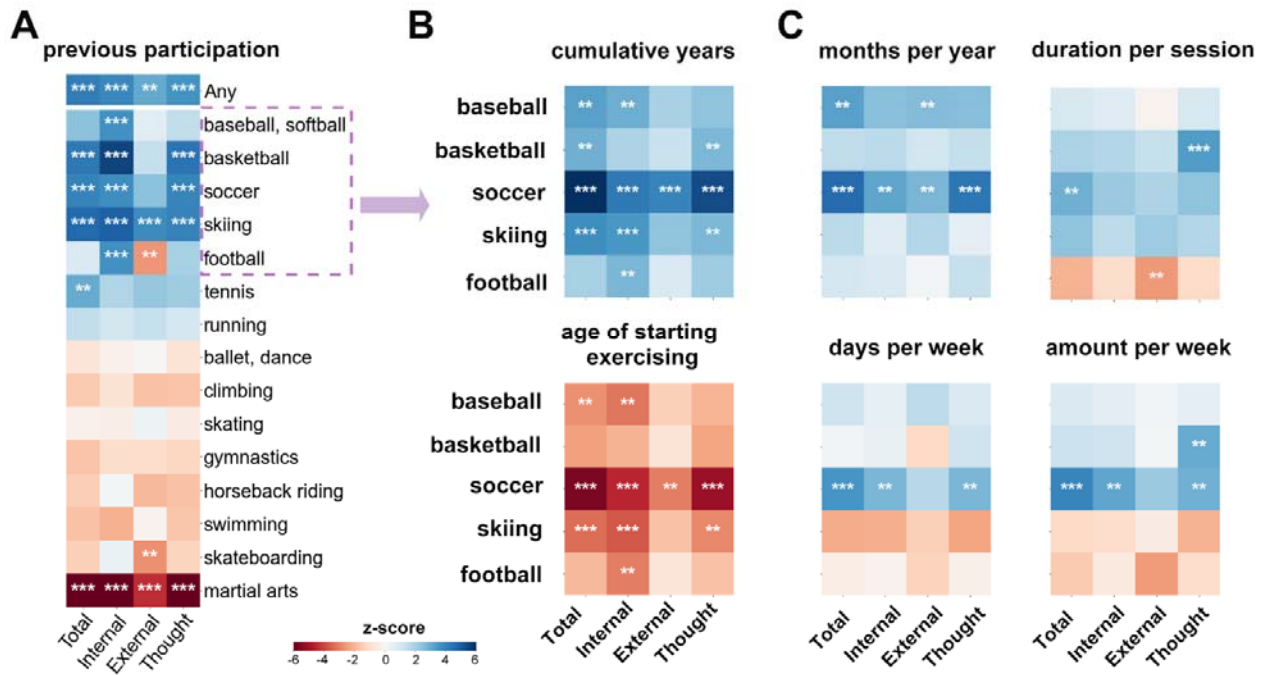 A
previous participation
*** *** ** *** Any
*** baseball, softball
*** *** *** basketball
*** *** *** soccer
*** *** *** *** skiing
*** ** football
** tennis
running
ballet, dance
climbing
skating
gymnastics
horseback riding
swimming
** skateboarding
*** *** *** *** martial arts
Total Internal External Thought
z-score
-6 -4 -2 0 2 4 6
B
cumulative years
baseball ** **
basketball ** **
soccer *** *** *** ***
skiing *** *** **
football **
age of starting
exercising
baseball ** **
basketball
soccer *** *** ** ***
skiing *** *** **
football **
Total Internal External Thought
C
months per year
** **
*** ** ** ***
duration per session
***
**
**
days per week
*** ** **
Total Internal External Thought
amount per week
**
*** ** **
Total Internal External Thought